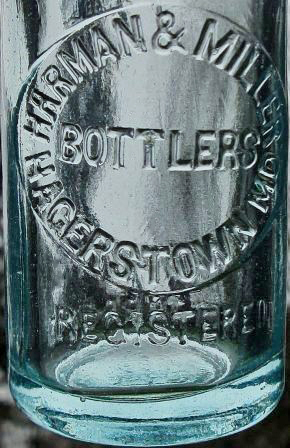 HARMAN & MILLER
BOTTLERS
HAGERSTOWN MD.
REGISTERED